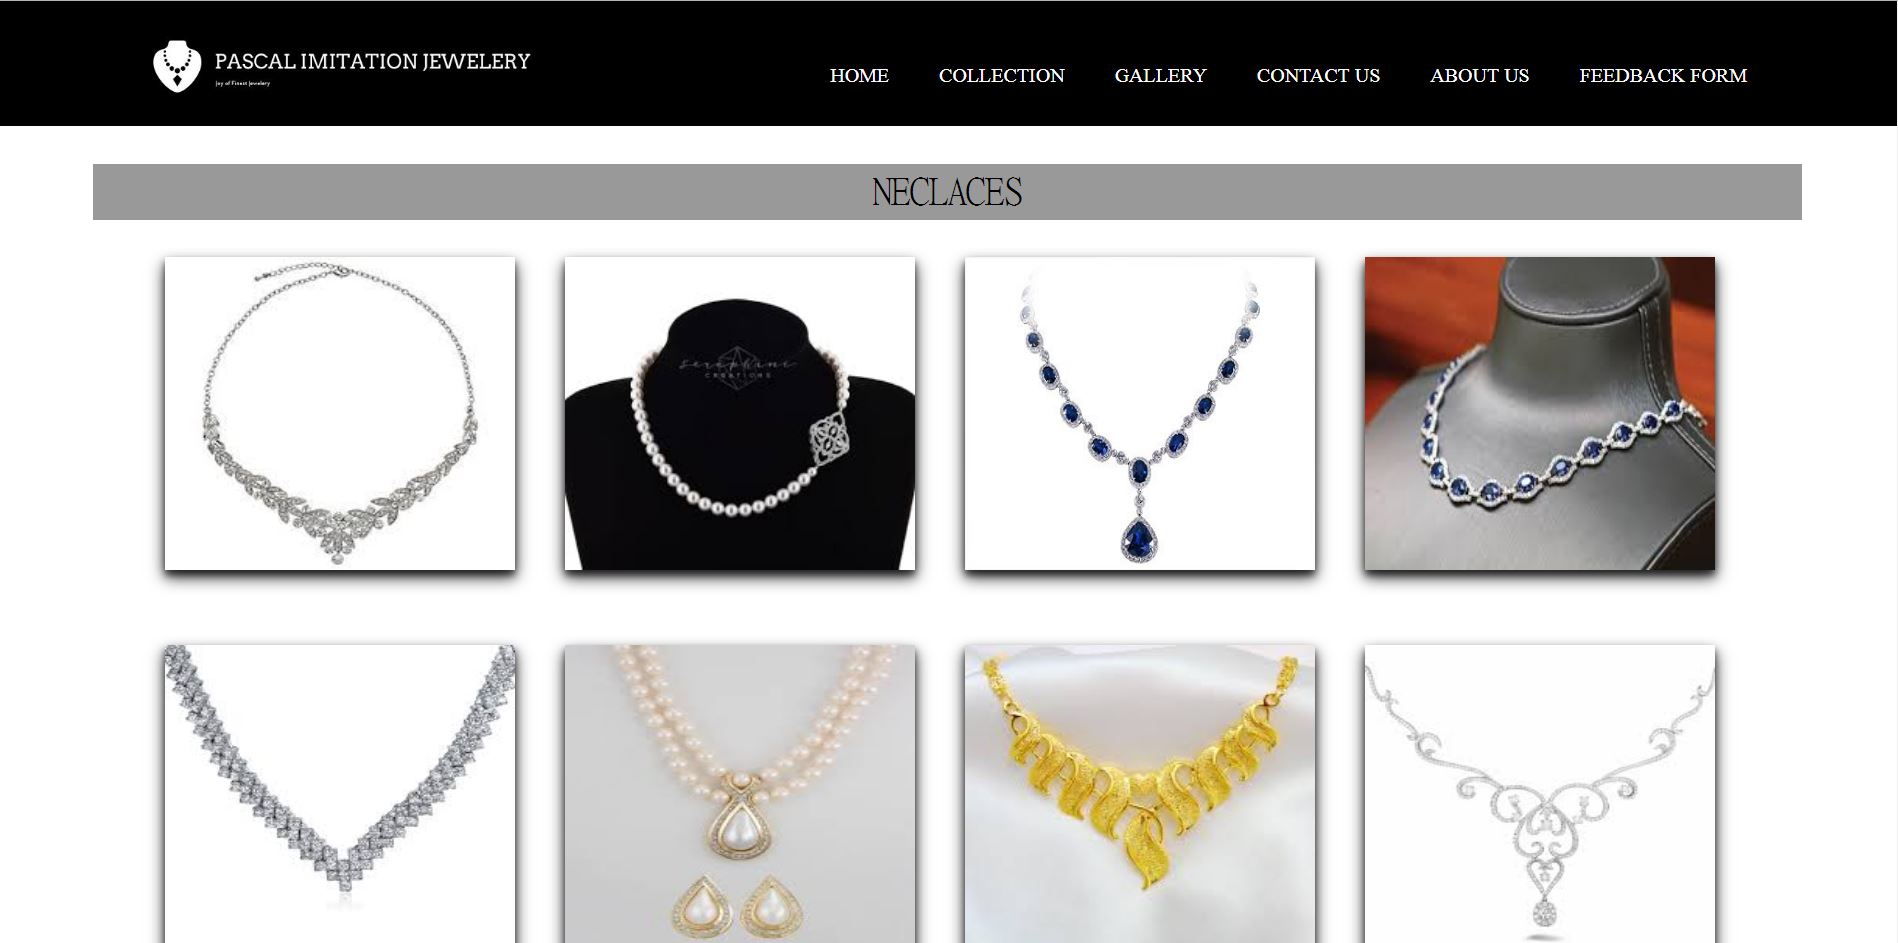 PASCAL IMITATION JEWELERY
Joy of Finest Jewelery
HOME COLLECTION GALLERY CONTACT US ABOUT US FEEDBACK FORM
NECLACES
seraphine
CREATIONS